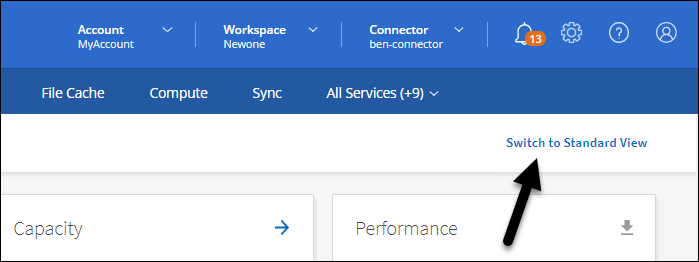 Account Workspace Connector
MyAccount Newone ben-connector
13
File Cache Compute Sync All Services (+9)
Switch to Standard View
Capacity Performance